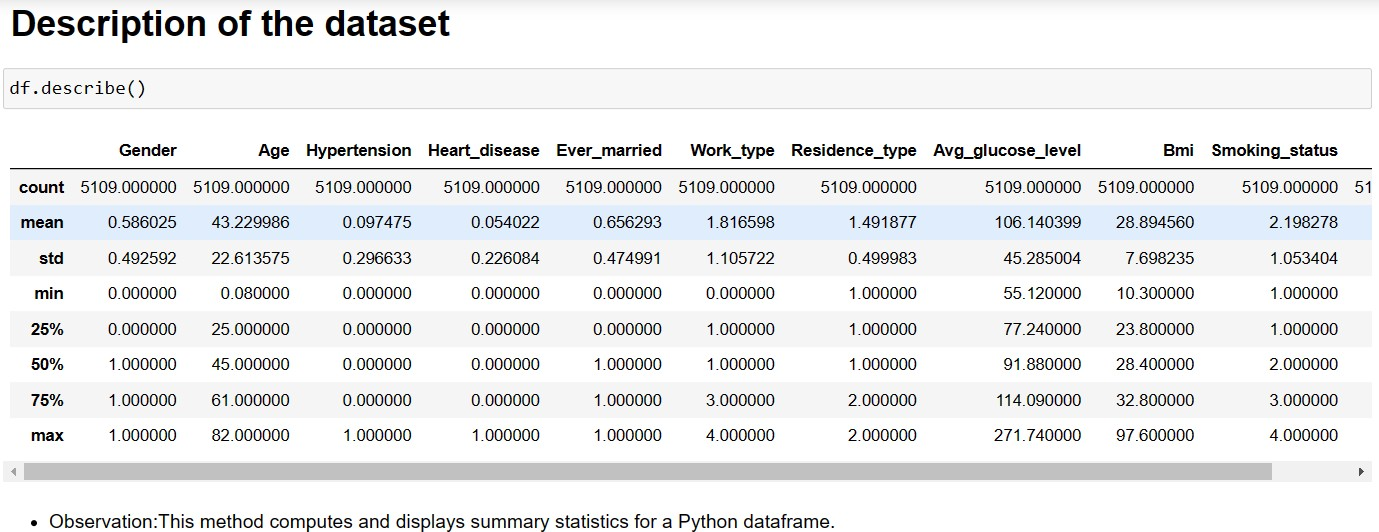 Description of the dataset
df.describe()
Gender Age Hypertension Heart_disease Ever_married Work_type Residence_type Avg_glucose_level Bmi Smoking_status
count 5109.000000 5109.000000 5109.000000 5109.000000 5109.000000 5109.000000 5109.000000 5109.000000 5109.000000 5109.000000 51
mean 0.586025 43.229986 0.097475 0.054022 0.656293 1.816598 1.491877 106.140399 28.894560 2.198278
std 0.492592 22.613575 0.296633 0.226084 0.474991 1.105722 0.499983 45.285004 7.698235 1.053404
min 0.000000 0.080000 0.000000 0.000000 0.000000 0.000000 1.000000 55.120000 10.300000 1.000000
25% 0.000000 25.000000 0.000000 0.000000 0.000000 1.000000 1.000000 77.240000 23.800000 1.000000
50% 1.000000 45.000000 0.000000 0.000000 1.000000 1.000000 1.000000 91.880000 28.400000 2.000000
75% 1.000000 61.000000 0.000000 0.000000 1.000000 3.000000 2.000000 114.090000 32.800000 3.000000
max 1.000000 82.000000 1.000000 1.000000 1.000000 4.000000 2.000000 271.740000 97.600000 4.000000
• Observation:This method computes and displays summary statistics for a Python dataframe.